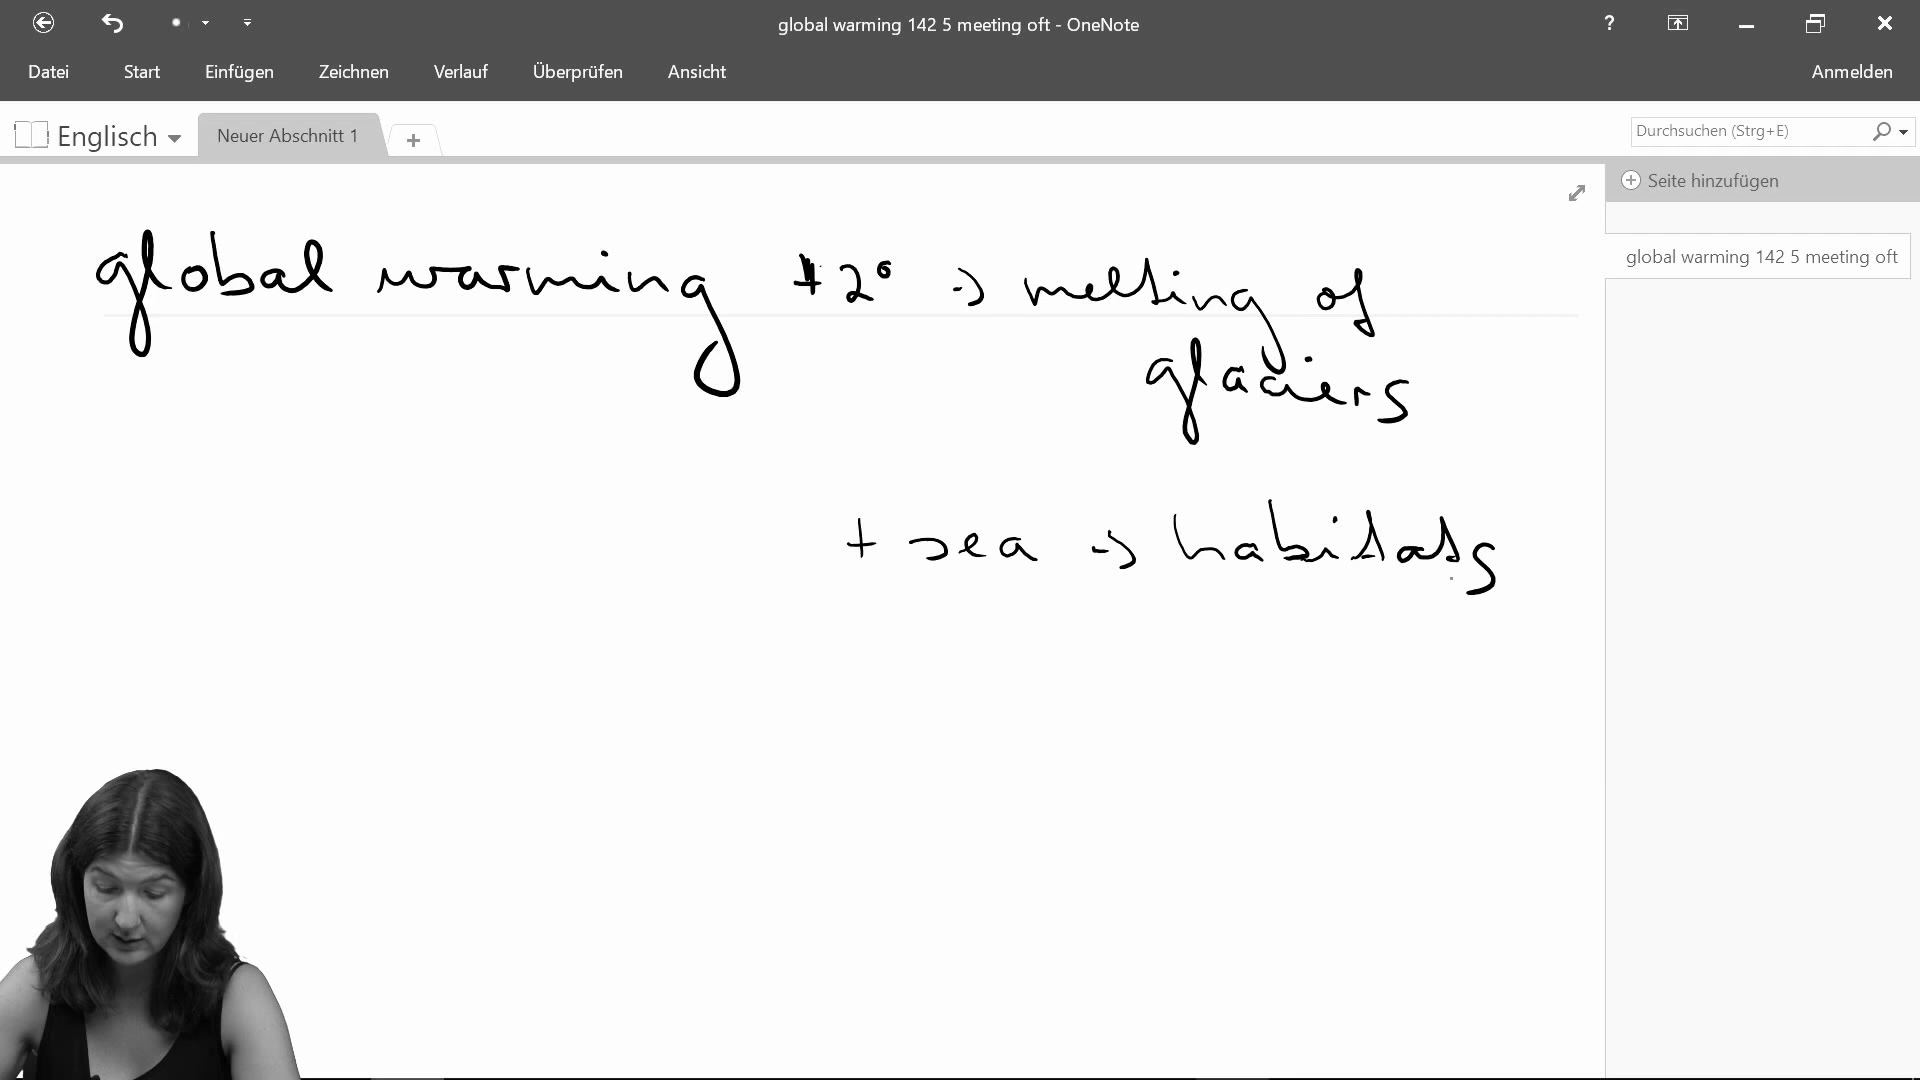 global warming 142 5 meeting oft - OneNote
?
Datei Start Einfügen Zeichnen Verlauf Überprüfen Ansicht Anmelden
Englisch Neuer Abschnitt 1 +
Durchsuchen (Strg+E)
Seite hinzufügen
global warming 142 5 meeting oft
global warming +2° → melting of
glaciers
+ sea → habitats